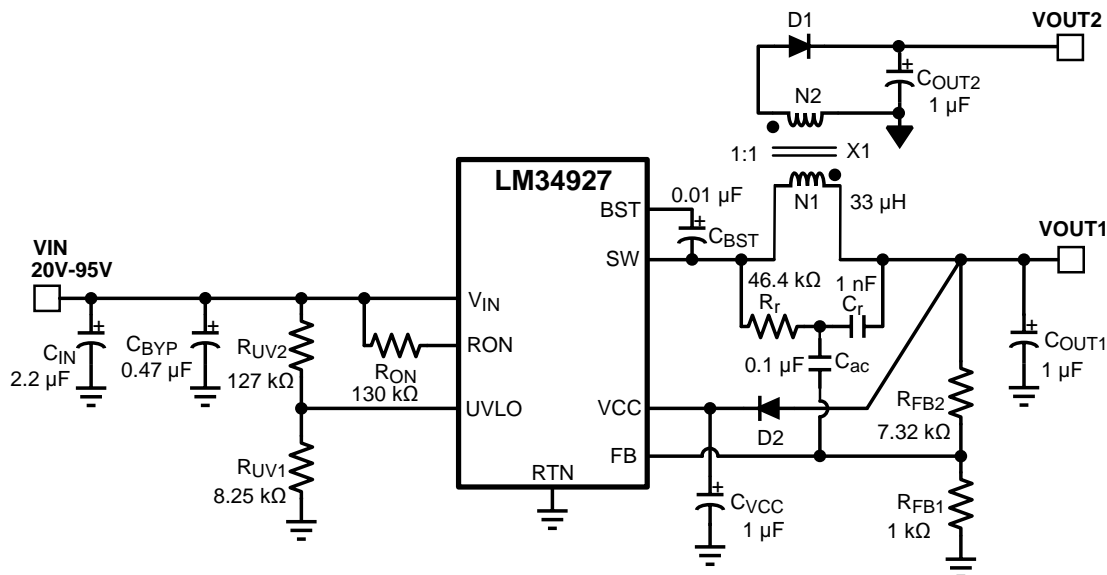 D1
VOUT2
+
COUT2
1 µF
N2
1:1
X1
LM34927
N1
33 µH
0.01 µF
BST
+
CBST
VOUT1
VIN
20V-95V
SW
46.4 kΩ
1 nF
Rr
Cr
VIN
+
CIN
2.2 µF
+
CBYP
0.47 µF
RUV2
127 kΩ
RON
RON
130 kΩ
0.1 µF
Cac
+
COUT1
1 µF
UVLO
VCC
D2
RFB2
7.32 kΩ
FB
RUV1
8.25 kΩ
RTN
+
CVCC
1 µF
RFB1
1 kΩ